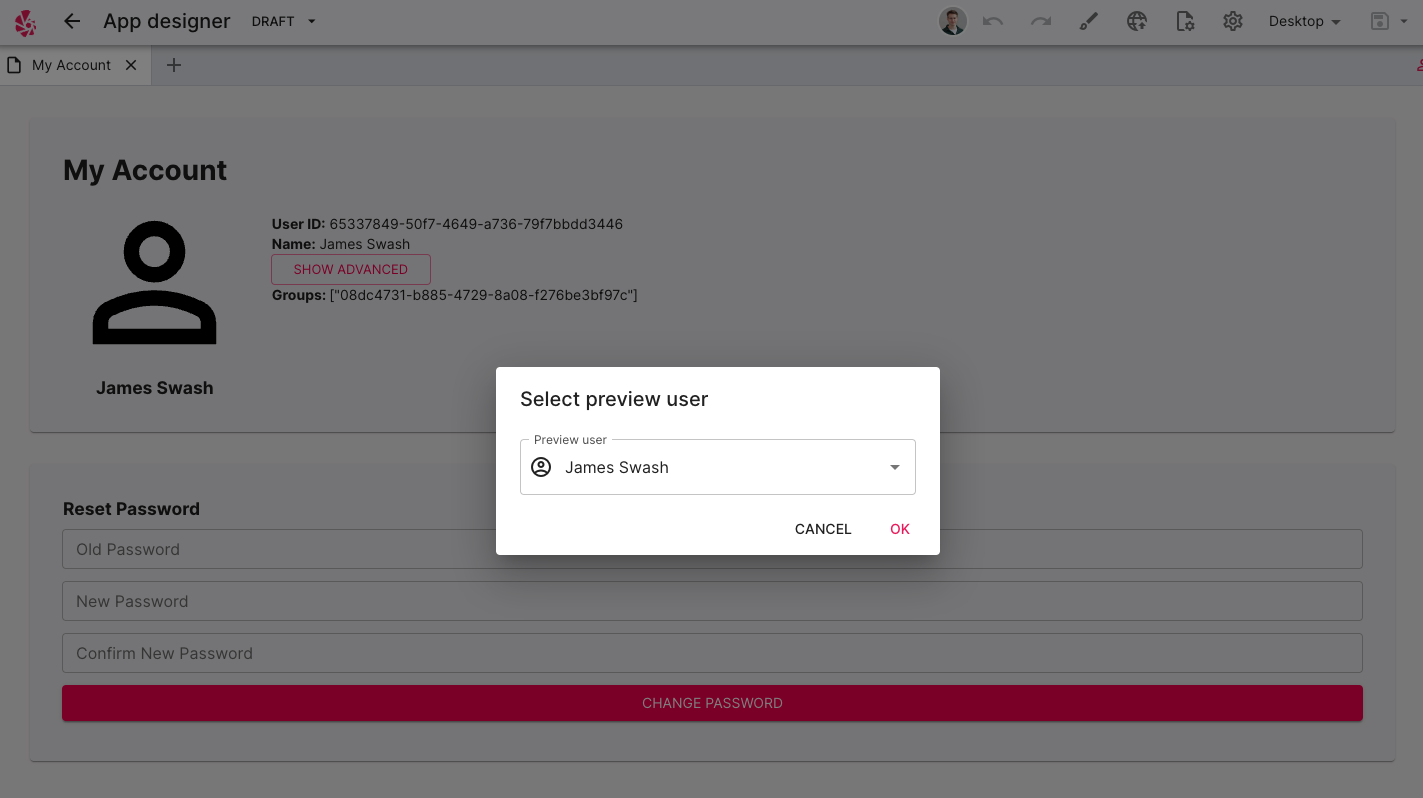 App designer DRAFT Desktop
My Account
My Account
User ID: 65337849-50f7-4649-a736-79f7bbdd3446
Name: James Swash
SHOW ADVANCED
Groups: ["08dc4731-b885-4729-8a08-f276be3bf97c"]
James Swash
Select preview user
Preview user
James Swash
CANCEL OK
Reset Password
Old Password
New Password
Confirm New Password
CHANGE PASSWORD